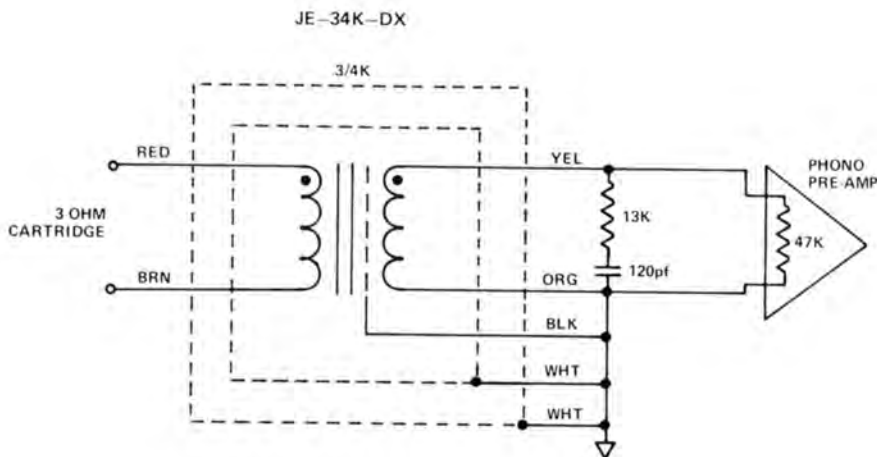 JE-34K-DX
3/4K
RED
YEL
PHONO
PRE-AMP
3 OHM
CARTRIDGE
13K
47K
120pf
BRN
ORG
BLK
WHT
WHT